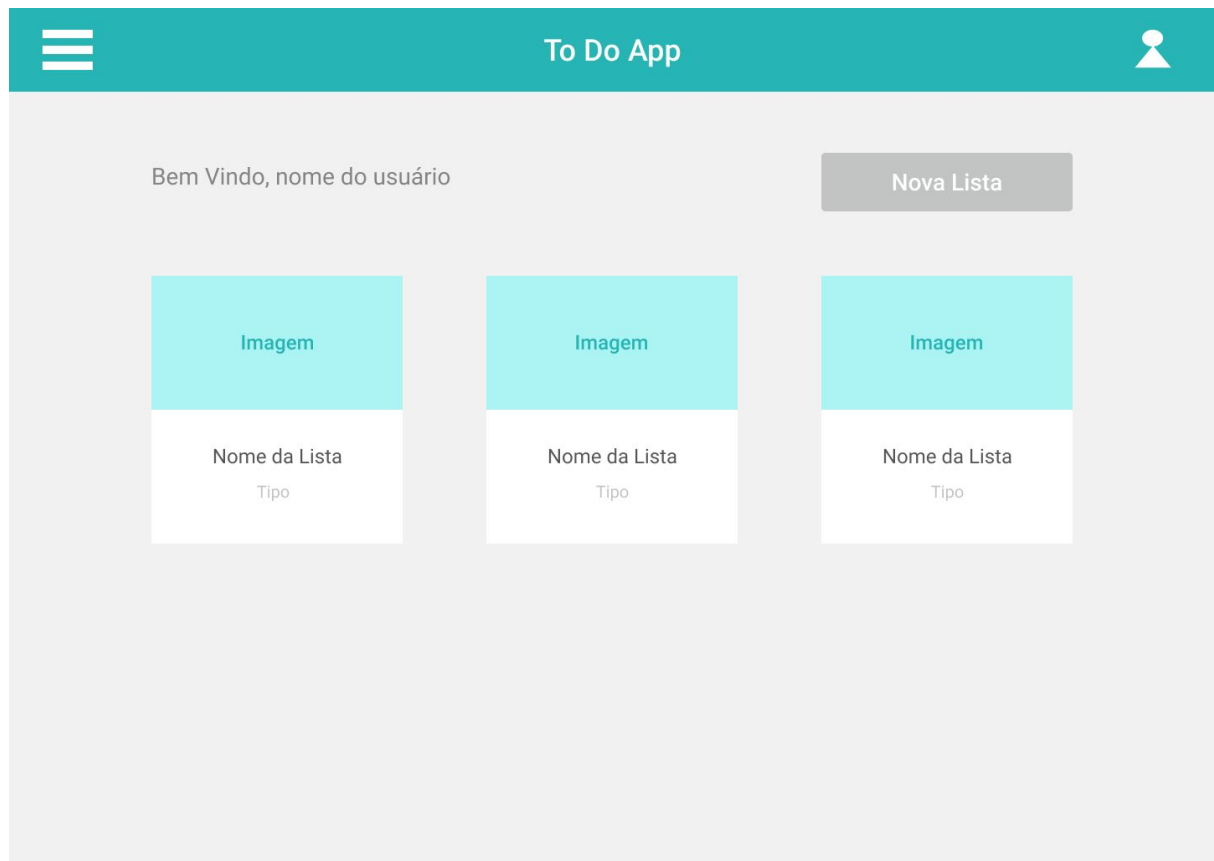 To Do App
Bem Vindo, nome do usuário
Nova Lista
Imagem
Imagem
Imagem
Nome da Lista
Nome da Lista
Nome da Lista
Tipo
Tipo
Tipo